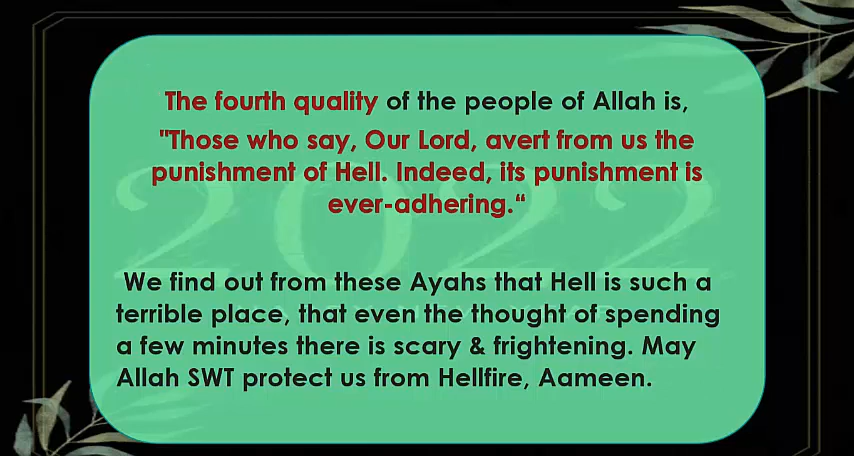 The fourth quality of the people of Allah is,
"Those who say, Our Lord, avert from us the
punishment of Hell. Indeed, its punishment is
ever-adhering.“
2022
We find out from these Ayahs that Hell is such a
terrible place, that even the thought of spending
a few minutes there is scary & frightening. May
Allah SWT protect us from Hellfire, Aameen.